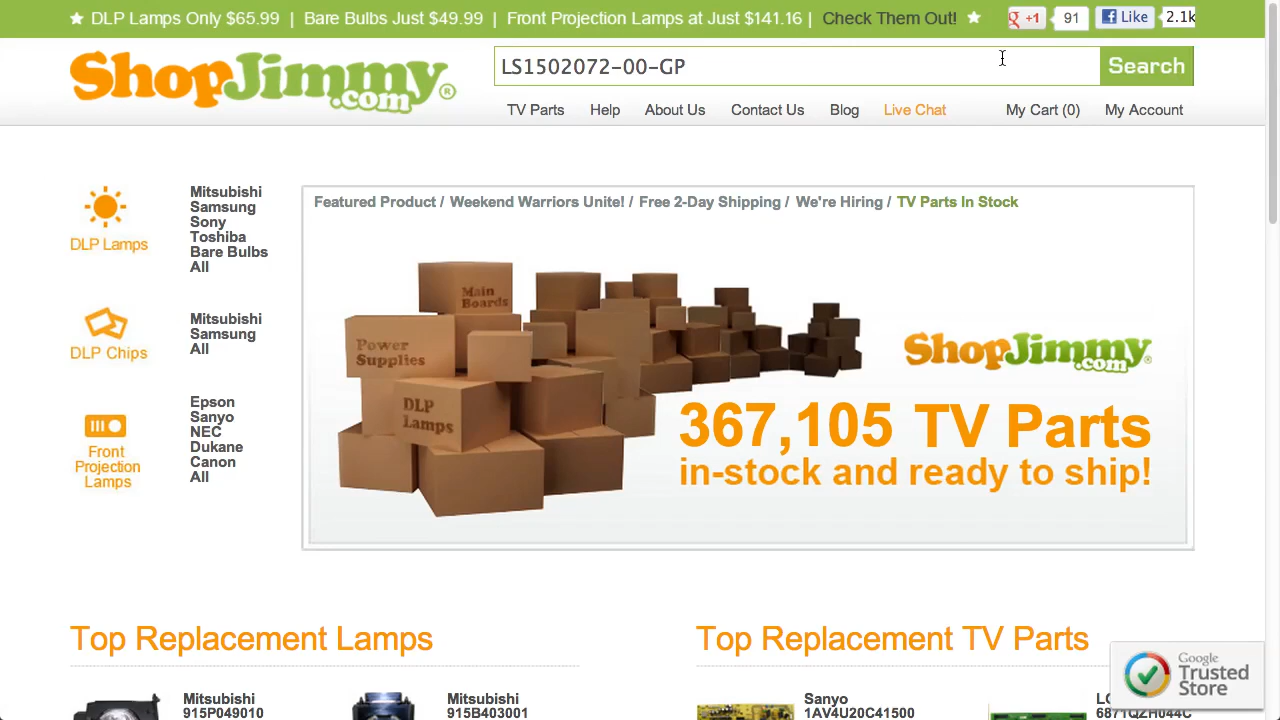 ★ DLP Lamps Only $65.99 | Bare Bulbs Just $49.99 | Front Projection Lamps at Just $141.16 | Check Them Out! ★
+1 91 Like 2.1k
ShopJimmy.com®
LS1502072-00-GP Search
TV Parts Help About Us Contact Us Blog Live Chat My Cart (0) My Account
DLP Lamps
Mitsubishi
Samsung
Sony
Toshiba
Bare Bulbs
All
DLP Chips
Mitsubishi
Samsung
All
Front
Projection
Lamps
Epson
Sanyo
NEC
Dukane
Canon
All
Featured Product / Weekend Warriors Unite! / Free 2-Day Shipping / We're Hiring / TV Parts In Stock
Main
Boards
Power
Supplies
DLP
Lamps
ShopJimmy.com®
367,105 TV Parts
in-stock and ready to ship!
Top Replacement Lamps
Mitsubishi
915P049010
Mitsubishi
915B403001
Top Replacement TV Parts
Sanyo
1AV4U20C41500
6871QZH044C
Google
Trusted
Store